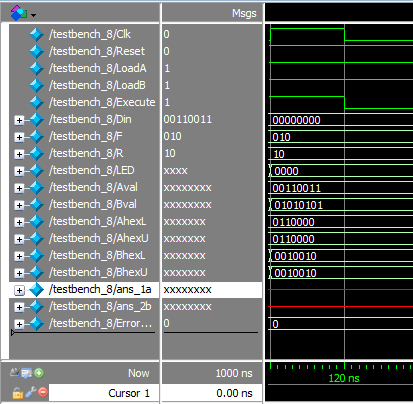 Msgs
/testbench_8/Clk 0
/testbench_8/Reset 0
/testbench_8/LoadA 1
/testbench_8/LoadB 1
/testbench_8/Execute 1
/testbench_8/Din 00110011 00000000
/testbench_8/F 010 010
/testbench_8/R 10 10
/testbench_8/LED xxxx 0000
/testbench_8/Aval xxxxxxxx 00110011
/testbench_8/Bval xxxxxxxx 01010101
/testbench_8/AhexL xxxxxxx 0110000
/testbench_8/AhexU xxxxxxx 0110000
/testbench_8/BhexL xxxxxxx 0010010
/testbench_8/BhexU xxxxxxx 0010010
/testbench_8/ans_1a xxxxxxxx
/testbench_8/ans_2b xxxxxxxx
/testbench_8/Error... 0 0
Now 1000 ns 120 ns
Cursor 1 0.00 ns